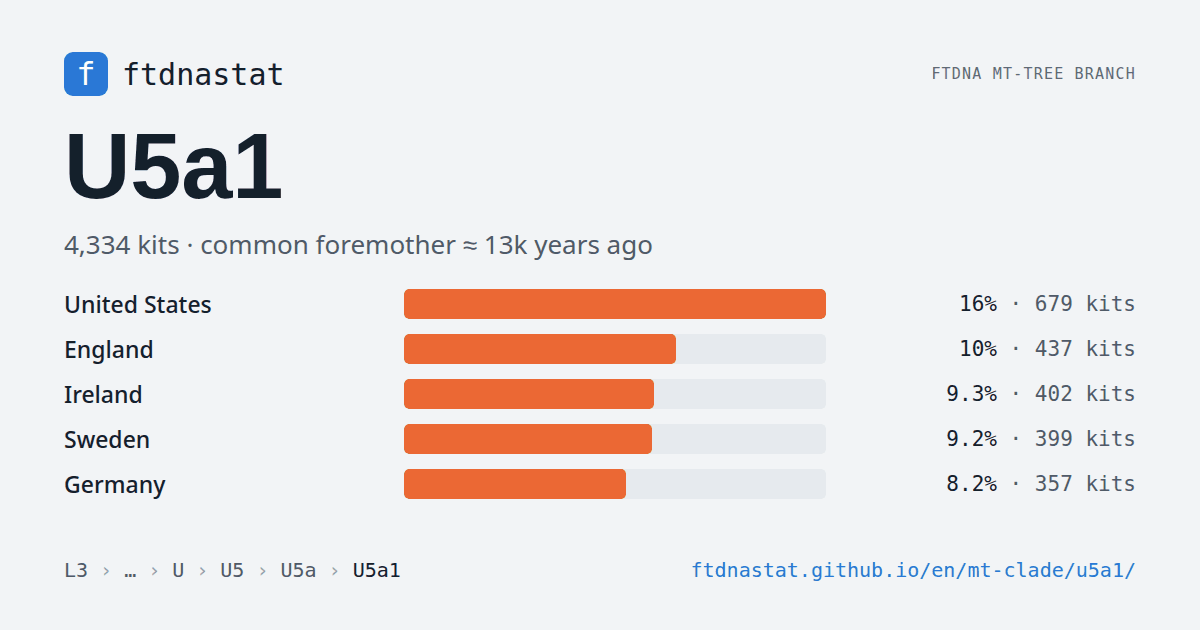 f ftdnastat
FTDNA MT-TREE BRANCH
U5a1
4,334 kits · common foremother ≈ 13k years ago
United States 16% · 679 kits
England 10% · 437 kits
Ireland 9.3% · 402 kits
Sweden 9.2% · 399 kits
Germany 8.2% · 357 kits
L3 › … › U › U5 › U5a › U5a1
ftdnastat.github.io/en/mt-clade/u5a1/